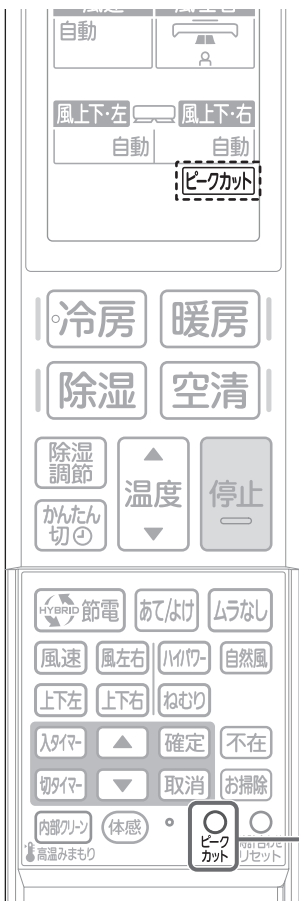 自動
風上下·左
風上下·右
自動
自動
ピークカット
冷房
暖房
除湿
空清
除湿
調節
温度
停止
かんたん
切
HYBRID 節電
あて/よけ
ムラなし
風速
風左右
ハイパワー
自然風
上下左
上下右
ねむり
入タイマー
確定
不在
切タイマー
取消
お掃除
内部クリーン
体感
ピーク
カット
リセット
高温みまもり